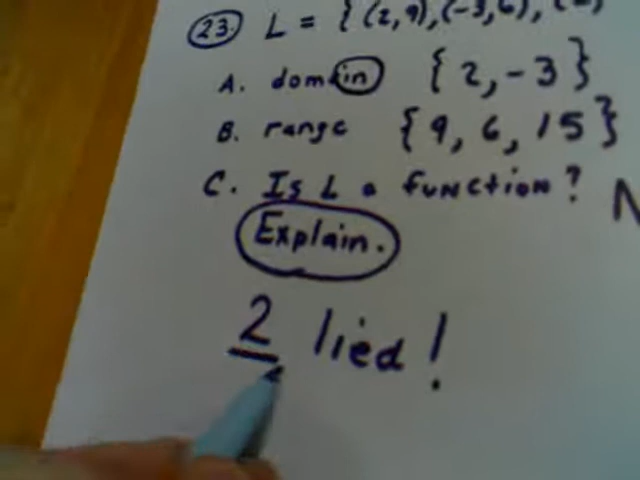 23. L = { (2,9), (-3,6),
A. domain {2, -3}
B. range {9, 6, 15}
C. Is L a function? N
Explain.
2 lied!